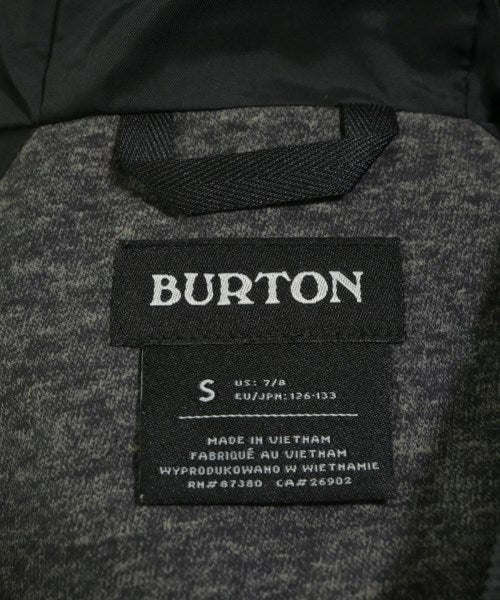 BURTON
S US: 7/8
EU/JPN: 126-133
MADE IN VIETNAM
FABRIQUÉ AU VIETNAM
WYPRODUKOWANO W WIETNAMIE
RN# 87380 CA# 26902